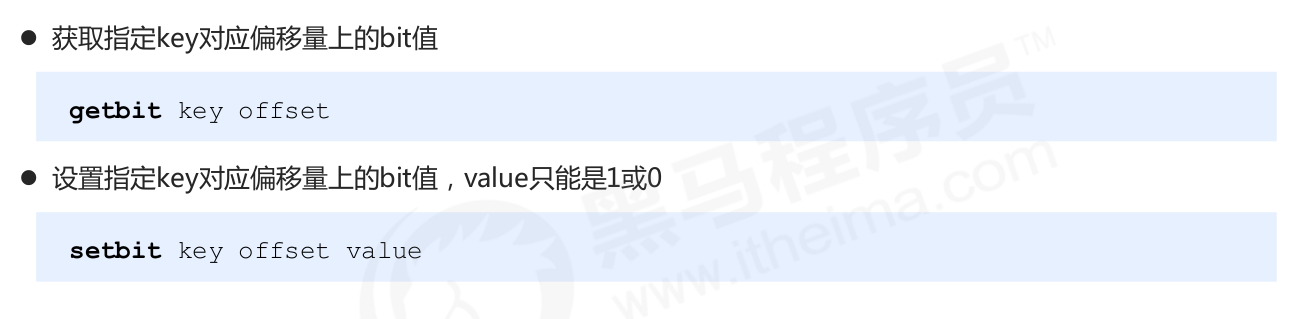 ● 获取指定key对应偏移量上的bit值
getbit key offset
● 设置指定key对应偏移量上的bit值，value只能是1或0
setbit key offset value
黑马程序员™
www.itheima.com